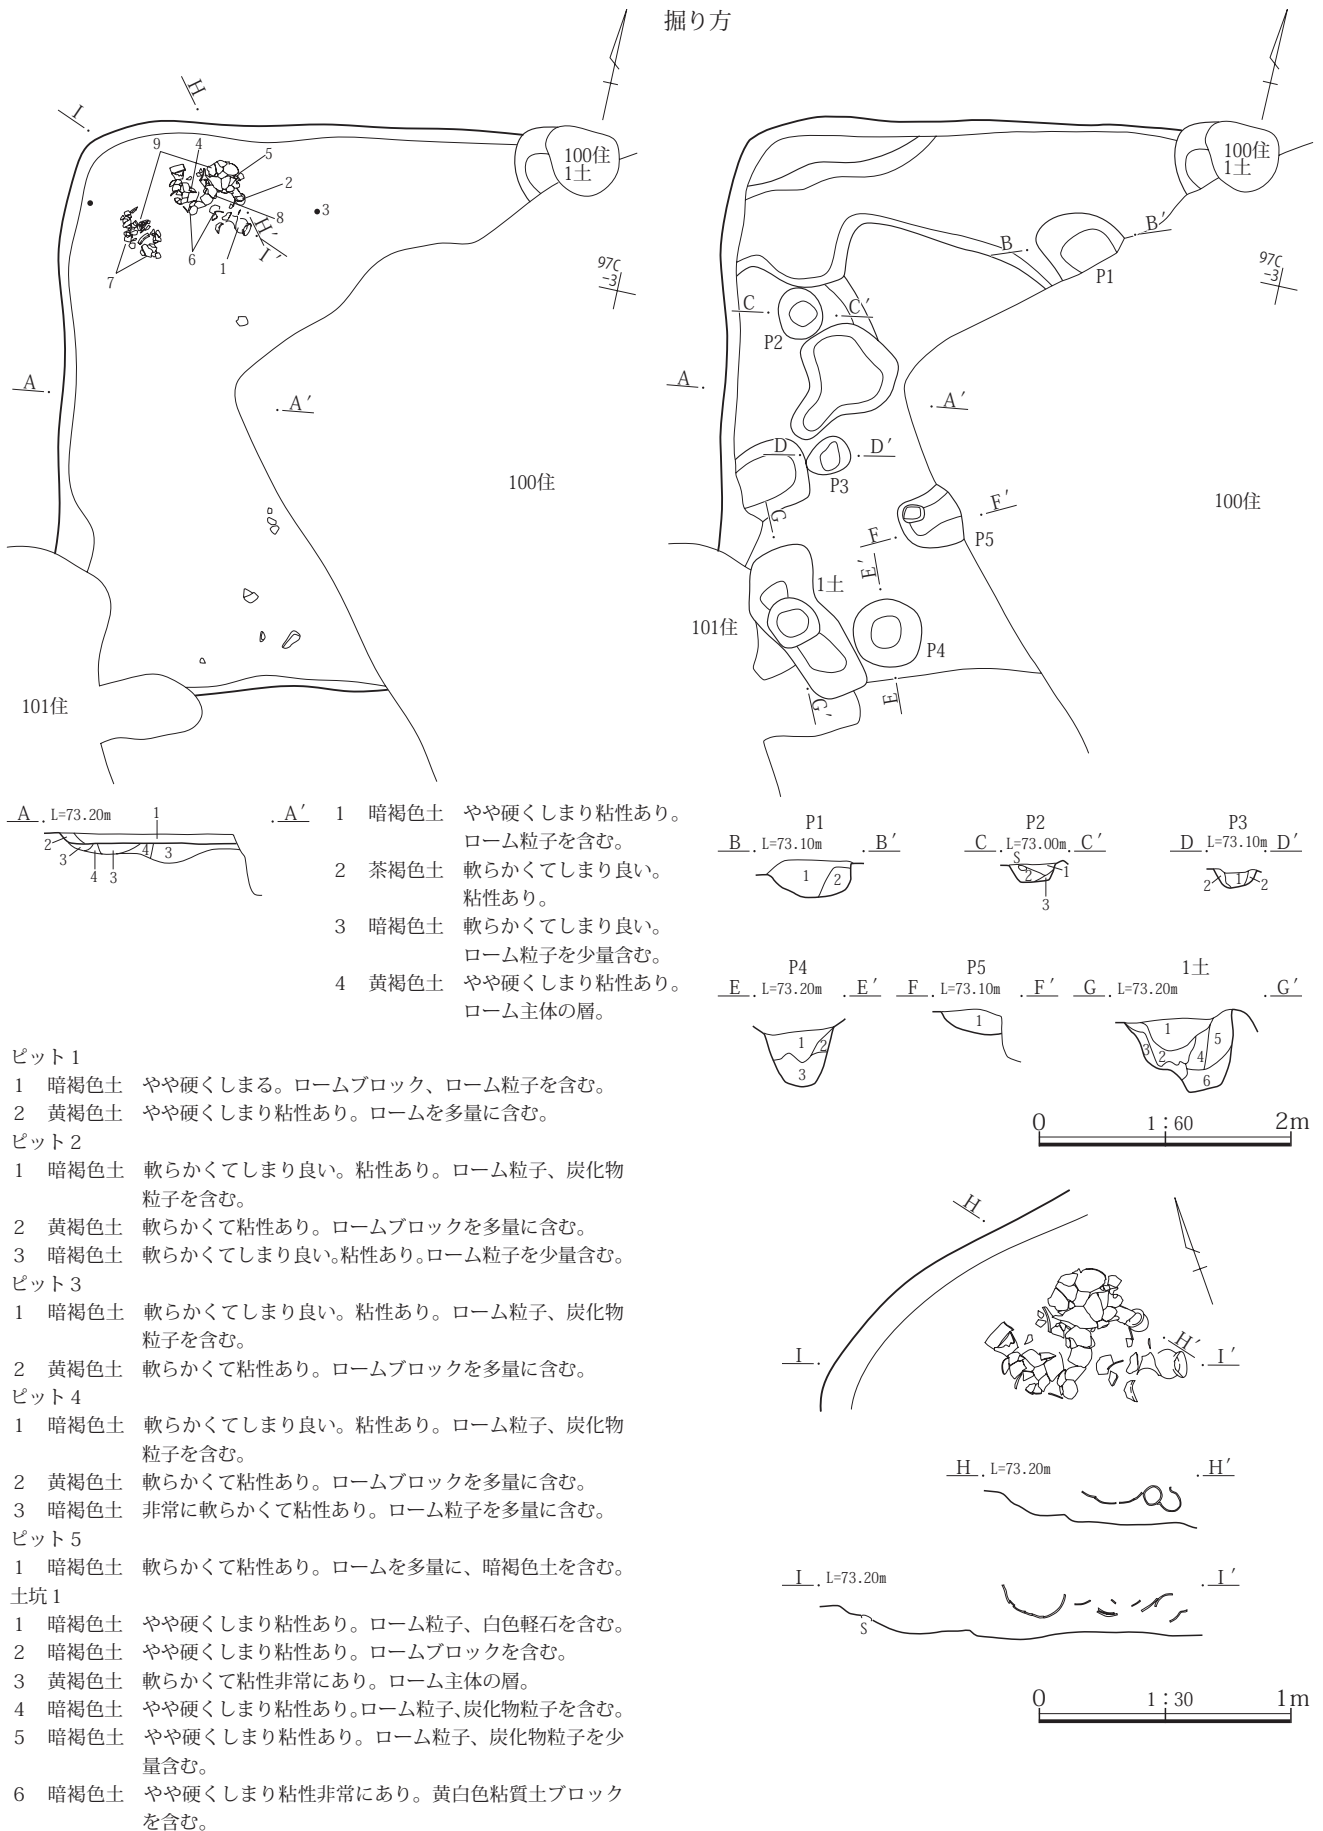 掘り方
H
I
9
4
5
2
8
3
H′
I′
6
1
7
100住
1土
97C
-3
A
A′
100住
101住
100住
1土
B
B′
P1
97C
-3
C
C′
P2
A
A′
D
D′
P3
G
F
F′
P5
100住
E′
1土
101住
P4
E
G′
A
L=73.20m
1
A′
2
3
4
3
4
3
1 暗褐色土 やや硬くしまり粘性あり。
ローム粒子を含む。
2 茶褐色土 軟らかくてしまり良い。
粘性あり。
3 暗褐色土 軟らかくてしまり良い。
ローム粒子を少量含む。
4 黄褐色土 やや硬くしまり粘性あり。
ローム主体の層。
P1
B L=73.10m B′
1 2
P2
C L=73.00m C′
S
2 1
3
P3
D L=73.10m D′
2 1 2
P4
E L=73.20m E′
1 2
3
P5
F L=73.10m F′
1
1土
G L=73.20m G′
1
5
3 2 4
6
0 1:60 2m
ピット1
1 暗褐色土 やや硬くしまる。ロームブロック、ローム粒子を含む。
2 黄褐色土 やや硬くしまり粘性あり。ロームを多量に含む。
ピット2
1 暗褐色土 軟らかくてしまり良い。粘性あり。ローム粒子、炭化物
粒子を含む。
2 黄褐色土 軟らかくて粘性あり。ロームブロックを多量に含む。
3 暗褐色土 軟らかくてしまり良い。粘性あり。ローム粒子を少量含む。
ピット3
1 暗褐色土 軟らかくてしまり良い。粘性あり。ローム粒子、炭化物
粒子を含む。
2 黄褐色土 軟らかくて粘性あり。ロームブロックを多量に含む。
ピット4
1 暗褐色土 軟らかくてしまり良い。粘性あり。ローム粒子、炭化物
粒子を含む。
2 黄褐色土 軟らかくて粘性あり。ロームブロックを多量に含む。
3 暗褐色土 非常に軟らかくて粘性あり。ローム粒子を多量に含む。
ピット5
1 暗褐色土 軟らかくて粘性あり。ロームを多量に、暗褐色土を含む。
土坑1
1 暗褐色土 やや硬くしまり粘性あり。ローム粒子、白色軽石を含む。
2 暗褐色土 やや硬くしまり粘性あり。ロームブロックを含む。
3 黄褐色土 軟らかくて粘性非常にあり。ローム主体の層。
4 暗褐色土 やや硬くしまり粘性あり。ローム粒子、炭化物粒子を含む。
5 暗褐色土 やや硬くしまり粘性あり。ローム粒子、炭化物粒子を少
量含む。
6 暗褐色土 やや硬くしまり粘性非常にあり。黄白色粘質土ブロック
を含む。
H
H′
I
I′
H L=73.20m H′
I L=73.20m I′
S
0 1:30 1m